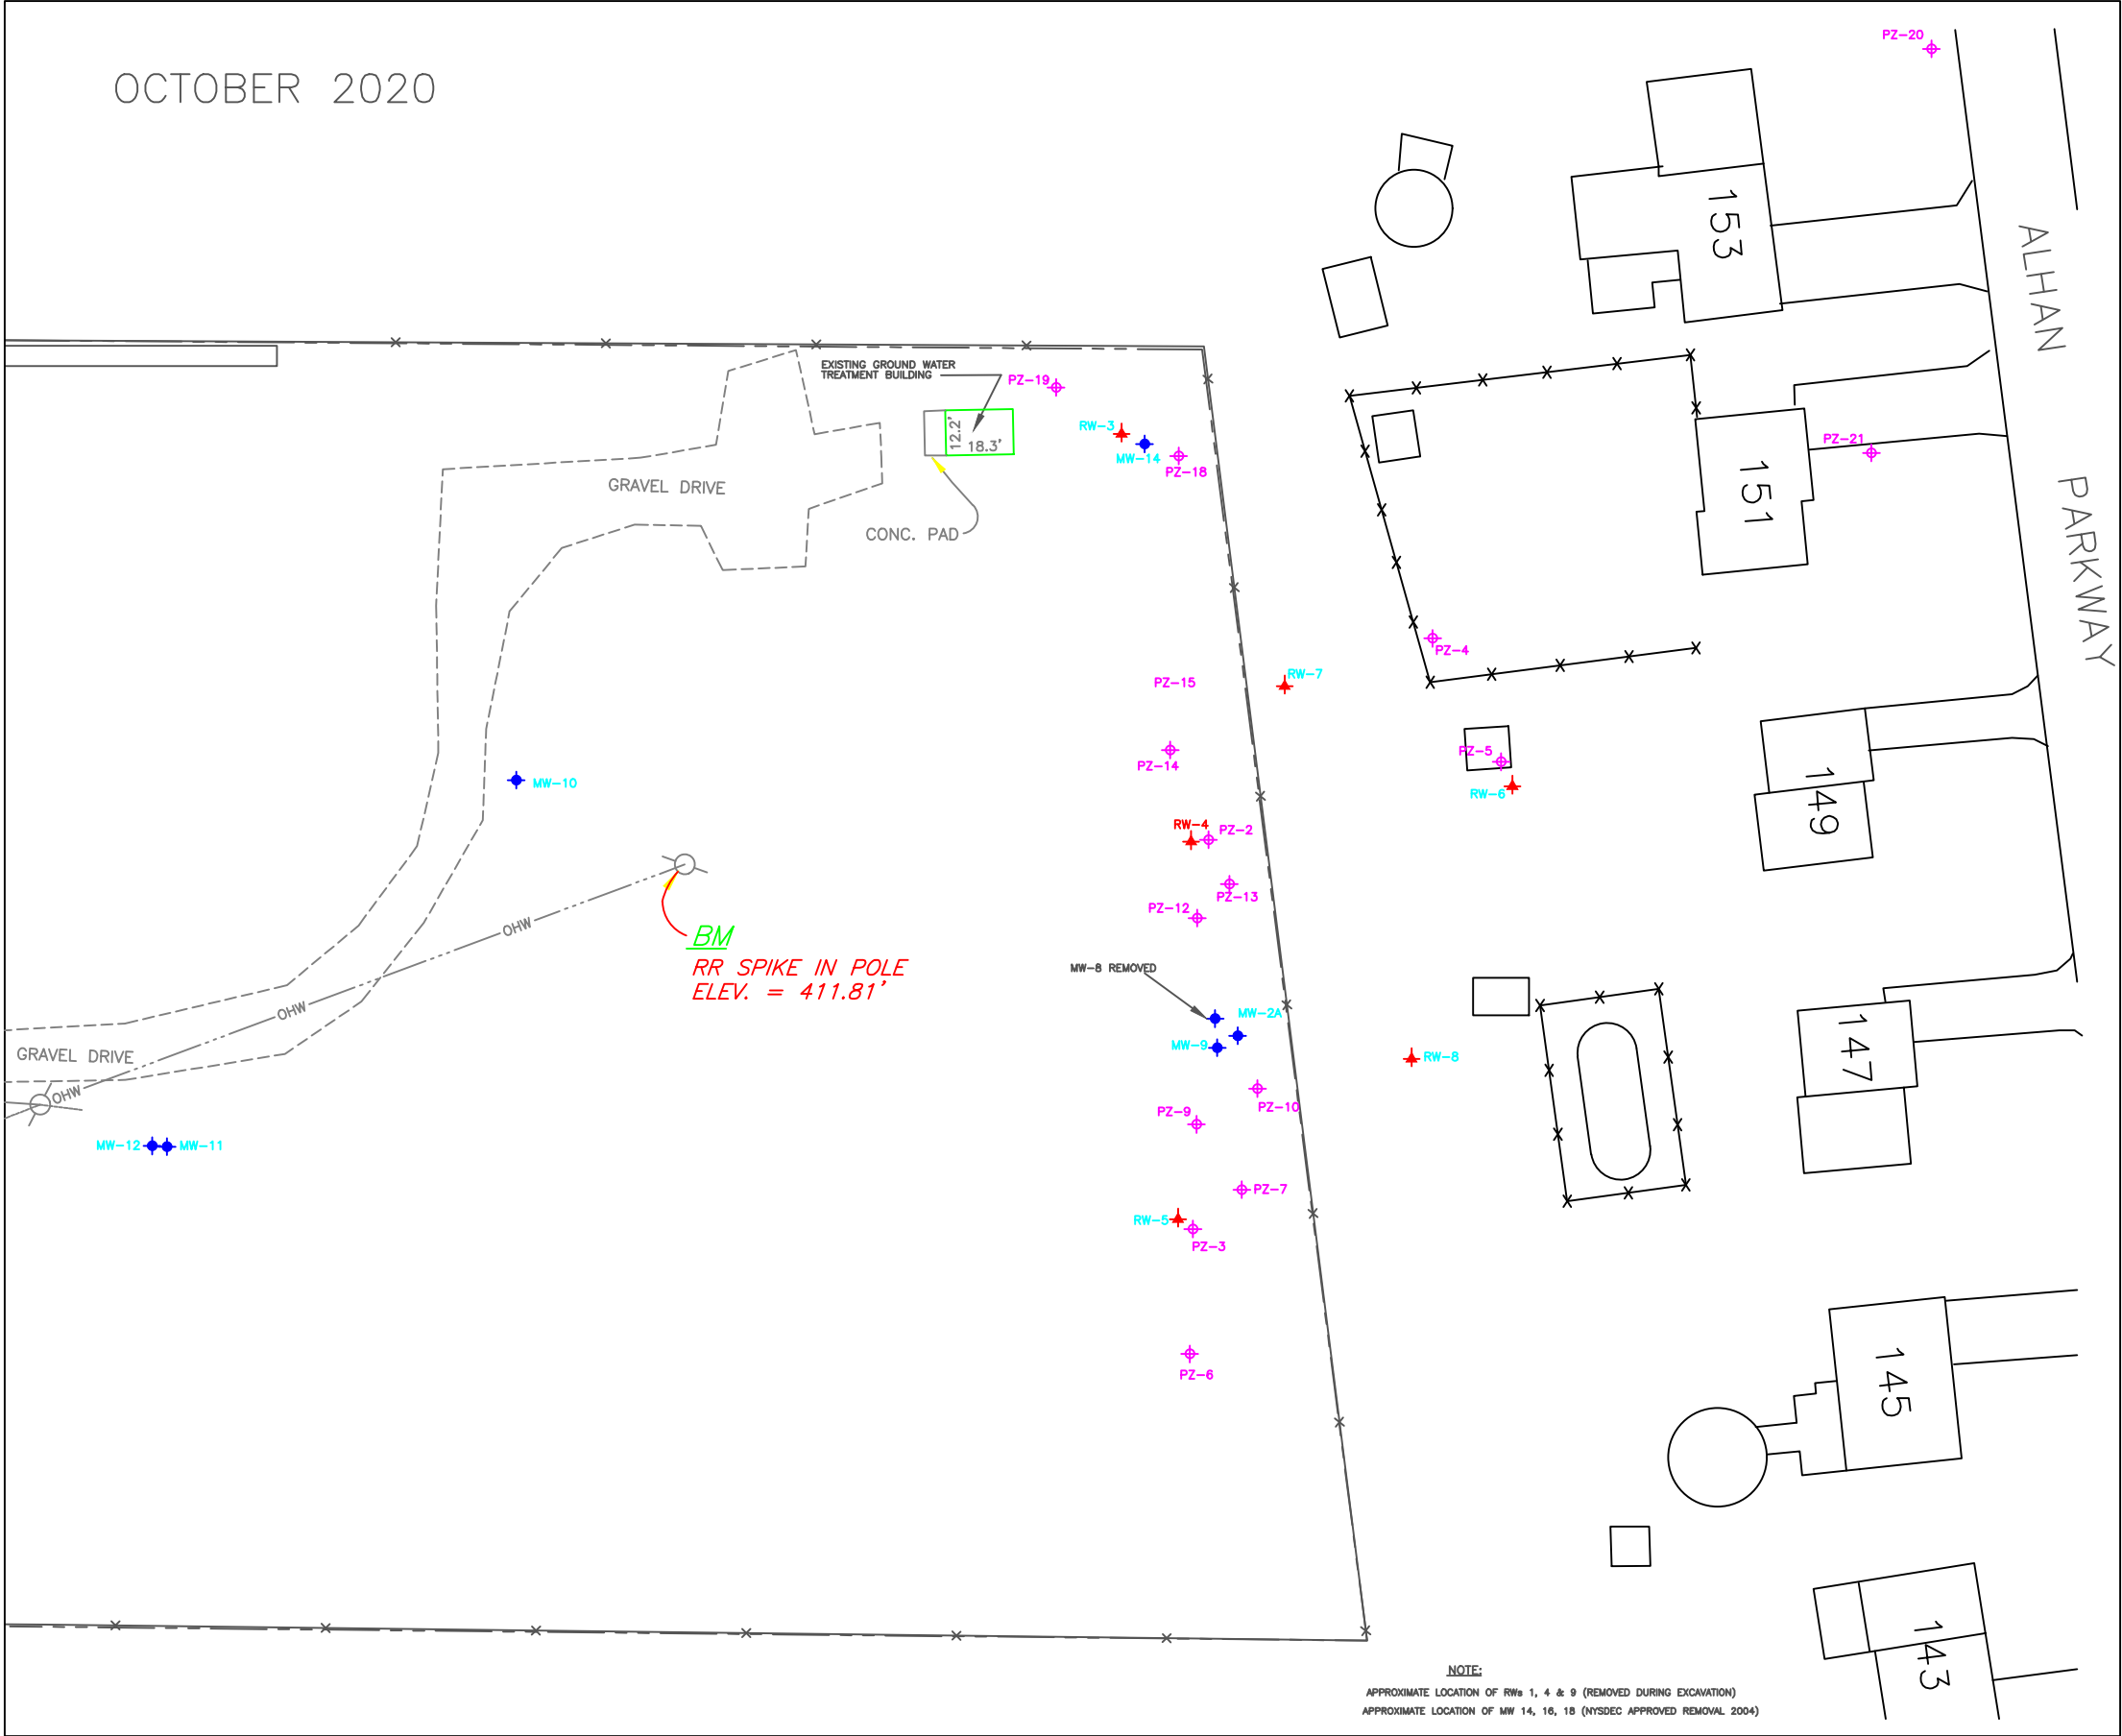 OCTOBER 2020
PZ-20
153
ALHAN
PARKWAY
EXISTING GROUND WATER
TREATMENT BUILDING
PZ-19
12.2'
18.3'
RW-3
MW-14
PZ-18
GRAVEL DRIVE
CONC. PAD
151
PZ-21
PZ-4
PZ-15
RW-7
PZ-14
PZ-5
RW-6
149
MW-10
RW-4
PZ-2
PZ-13
PZ-12
OHW
BM
RR SPIKE IN POLE
ELEV. = 411.81'
MW-8 REMOVED
OHW
MW-2A
MW-9
RW-8
147
GRAVEL DRIVE
OHW
PZ-10
PZ-9
MW-12
MW-11
PZ-7
RW-5
PZ-3
PZ-6
145
143
NOTE:
APPROXIMATE LOCATION OF RWs 1, 4 & 9 (REMOVED DURING EXCAVATION)
APPROXIMATE LOCATION OF MW 14, 16, 18 (NYSDEC APPROVED REMOVAL 2004)